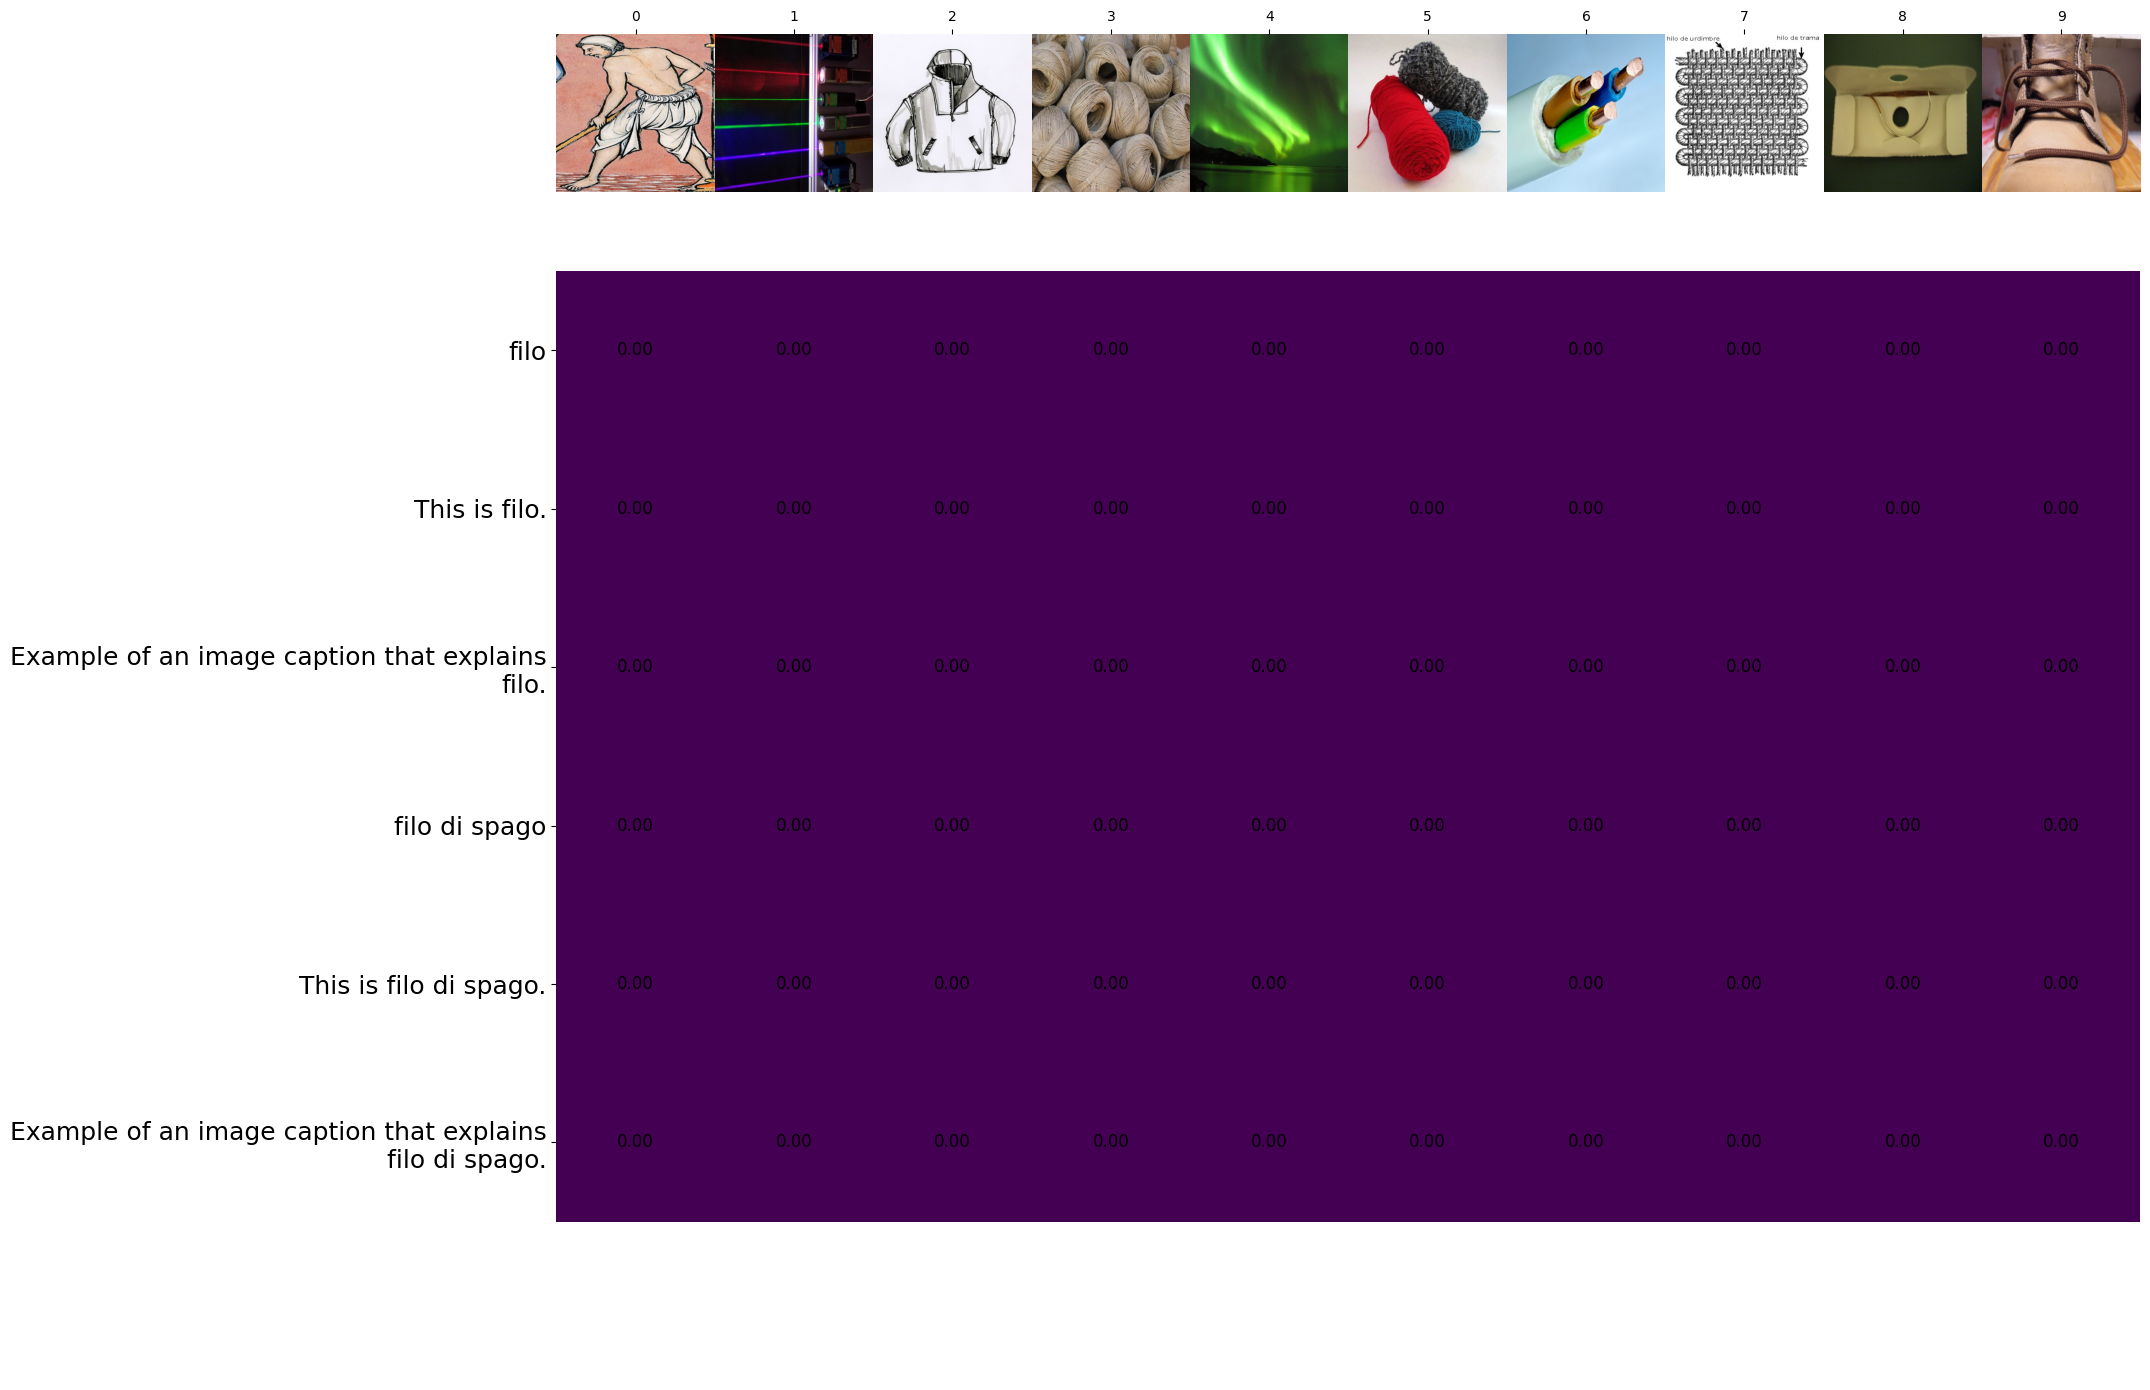 0 1 2 3 4 5 6 7 8 9
hilo de urdimbre hilo de trama
filo 0.00 0.00 0.00 0.00 0.00 0.00 0.00 0.00 0.00 0.00
This is filo. 0.00 0.00 0.00 0.00 0.00 0.00 0.00 0.00 0.00 0.00
Example of an image caption that explains
filo. 0.00 0.00 0.00 0.00 0.00 0.00 0.00 0.00 0.00 0.00
filo di spago 0.00 0.00 0.00 0.00 0.00 0.00 0.00 0.00 0.00 0.00
This is filo di spago. 0.00 0.00 0.00 0.00 0.00 0.00 0.00 0.00 0.00 0.00
Example of an image caption that explains
filo di spago. 0.00 0.00 0.00 0.00 0.00 0.00 0.00 0.00 0.00 0.00